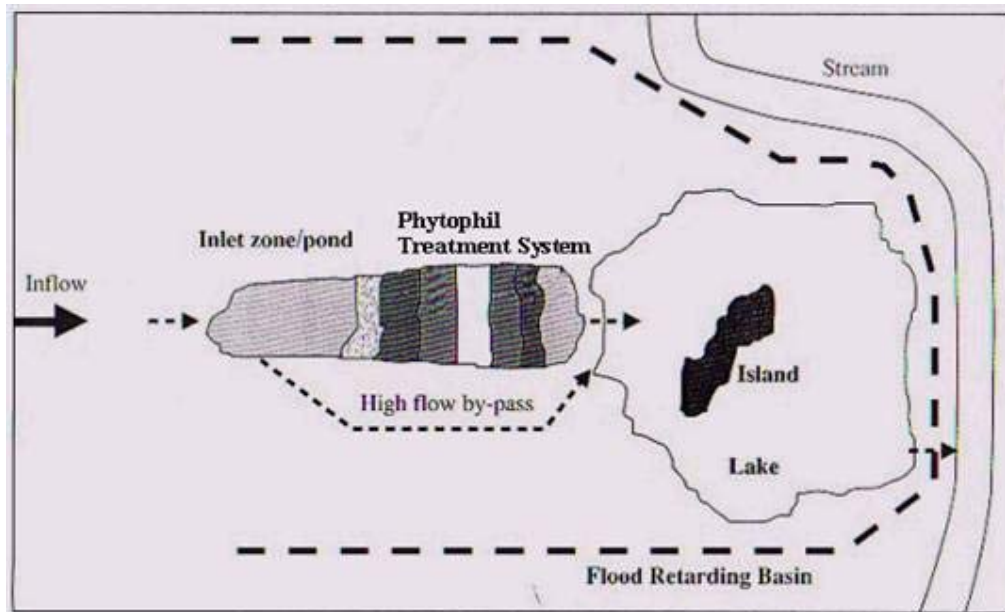 Stream
Phytophil
Treatment System
Inlet zone/pond
Inflow
Island
High flow by-pass
Lake
Flood Retarding Basin